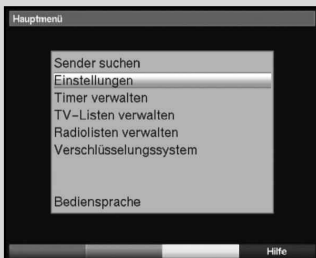 Hauptmenü
Sender suchen
Einstellungen
Timer verwalten
TV-Listen verwalten
Radiolisten verwalten
Verschlüsselungssystem
Bediensprache
Hilfe